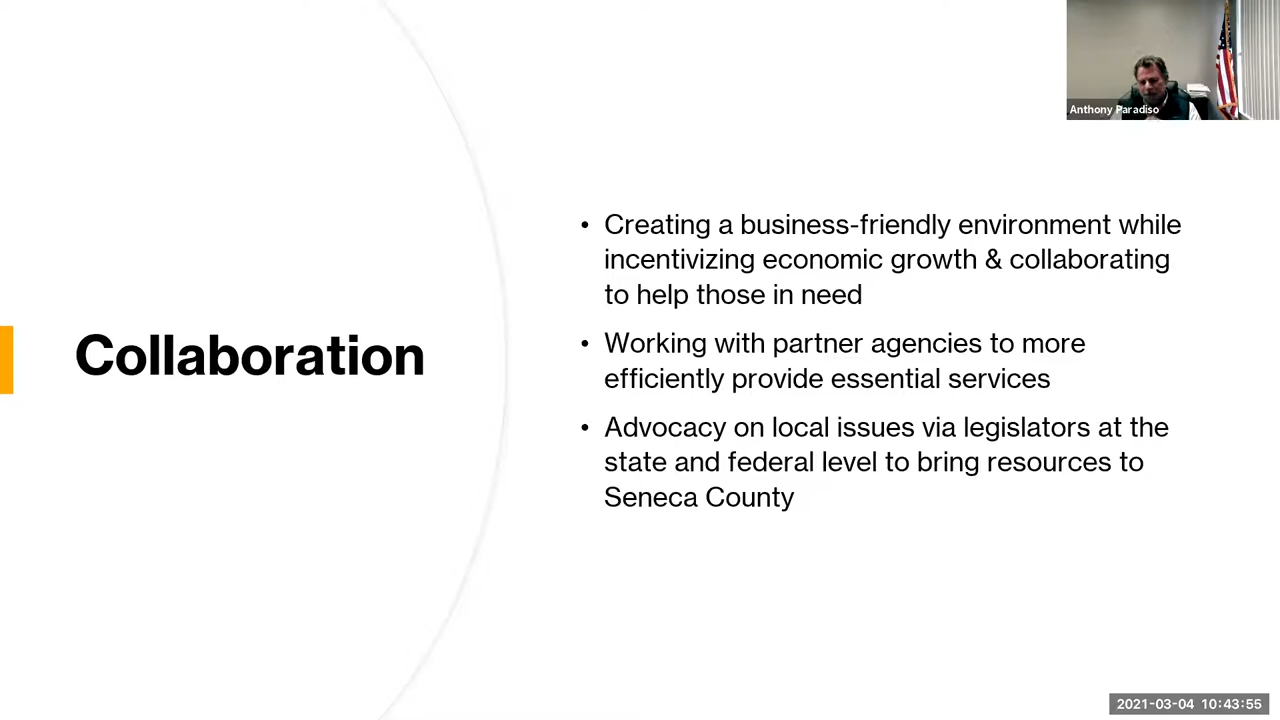 Anthony Paradiso
Collaboration
• Creating a business-friendly environment while
incentivizing economic growth & collaborating
to help those in need
• Working with partner agencies to more
efficiently provide essential services
• Advocacy on local issues via legislators at the
state and federal level to bring resources to
Seneca County
2021-03-04 10:43:55